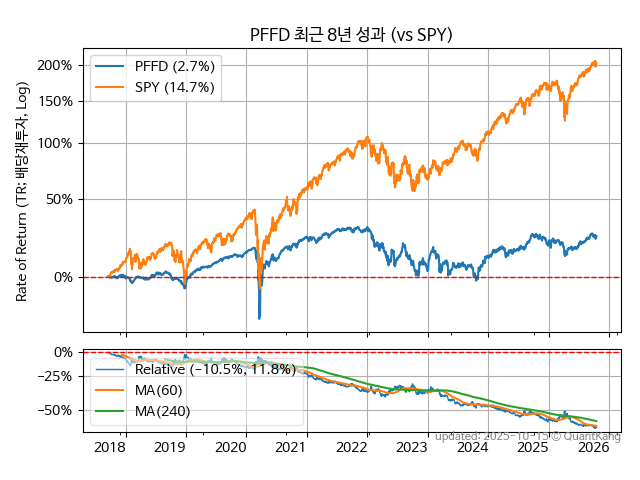 PFFD 최근 8년 성과 (vs SPY)
Rate of Return (TR: 배당재투자, Log)
200%
150%
100%
50%
0%
PFFD (2.7%)
SPY (14.7%)
0%
−25%
−50%
Relative (−10.5%, 11.8%)
MA(60)
MA(240)
updated: 2025-10-15 © QuantKang
2018 2019 2020 2021 2022 2023 2024 2025 2026